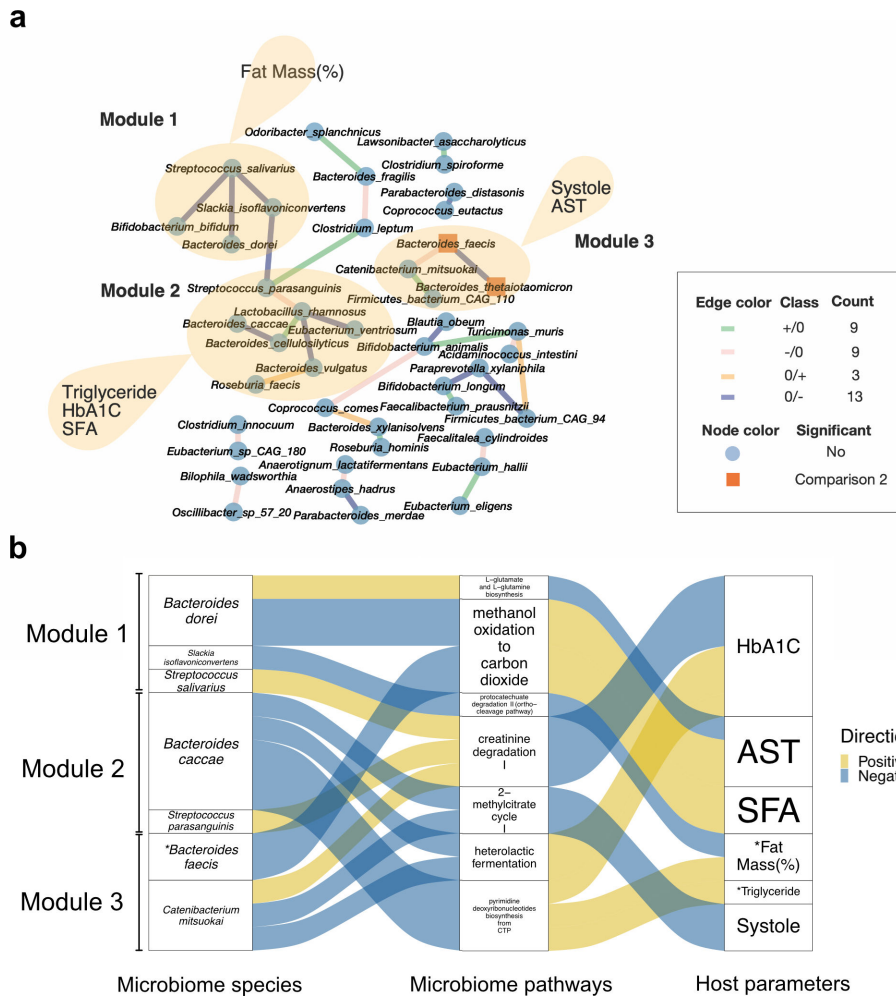 a
Fat Mass(%)
Module 1
Odoribacter_splanchnicus
Lawsonibacter_asaccharolyticus
Streptococcus_salivarius
Clostridium_spiroforme
Bacteroides_fragilis
Parabacteroides_distasonis
Systole
AST
Slackia_isoflavoniconvertens
Coprococcus_eutactus
Bifidobacterium_bifidum
Clostridium_leptum
Bacteroides_dorei
Bacteroides_faecis
Module 3
Catenibacterium_mitsuokai
Module 2
Streptococcus_parasanguinis
Bacteroides_thetaiotaomicron
Firmicutes_bacterium_CAG_110
Lactobacillus_rhamnosus
Bacteroides_caccae
Eubacterium_ventriosum
Blautia_obeum
Turicimonas_muris
Bacteroides_cellulosilyticus
Bifidobacterium_animalis
Acidaminococcus_intestini
Bacteroides_vulgatus
Paraprevotella_xylaniphila
Roseburia_faecis
Bifidobacterium_longum
Triglyceride
HbA1C
SFA
Coprococcus_comes
Faecalibacterium_prausnitzii
Firmicutes_bacterium_CAG_94
Clostridium_innocuum
Bacteroides_xylanisolvens
Faecalitalea_cylindroides
Eubacterium_sp_CAG_180
Roseburia_hominis
Anaerotignum_lactatifermentans
Eubacterium_hallii
Bilophila_wadsworthia
Anaerostipes_hadrus
Eubacterium_eligens
Oscillibacter_sp_57_20
Parabacteroides_merdae
Edge color Class Count
+/0 9
-/0 9
0/+ 3
0/- 13
Node color Significant
No
Comparison 2
b
Module 1
Module 2
Module 3
Bacteroides
dorei
Slackia
isoflavoniconvertens
Streptococcus
salivarius
Bacteroides
caccae
Streptococcus
parasanguinis
*Bacteroides
faecis
Catenibacterium
mitsuokai
L-glutamate
and L-glutamine
biosynthesis
methanol
oxidation
to
carbon
dioxide
protocatechuate
degradation II (ortho-
cleavage pathway)
creatinine
degradation
I
2-
methylcitrate
cycle
I
heterolactic
fermentation
pyrimidine
deoxyribonucleotides
biosynthesis
from
CTP
HbA1C
AST
SFA
*Fat
Mass(%)
*Triglyceride
Systole
Directio
Positiv
Negat
Microbiome species
Microbiome pathways
Host parameters